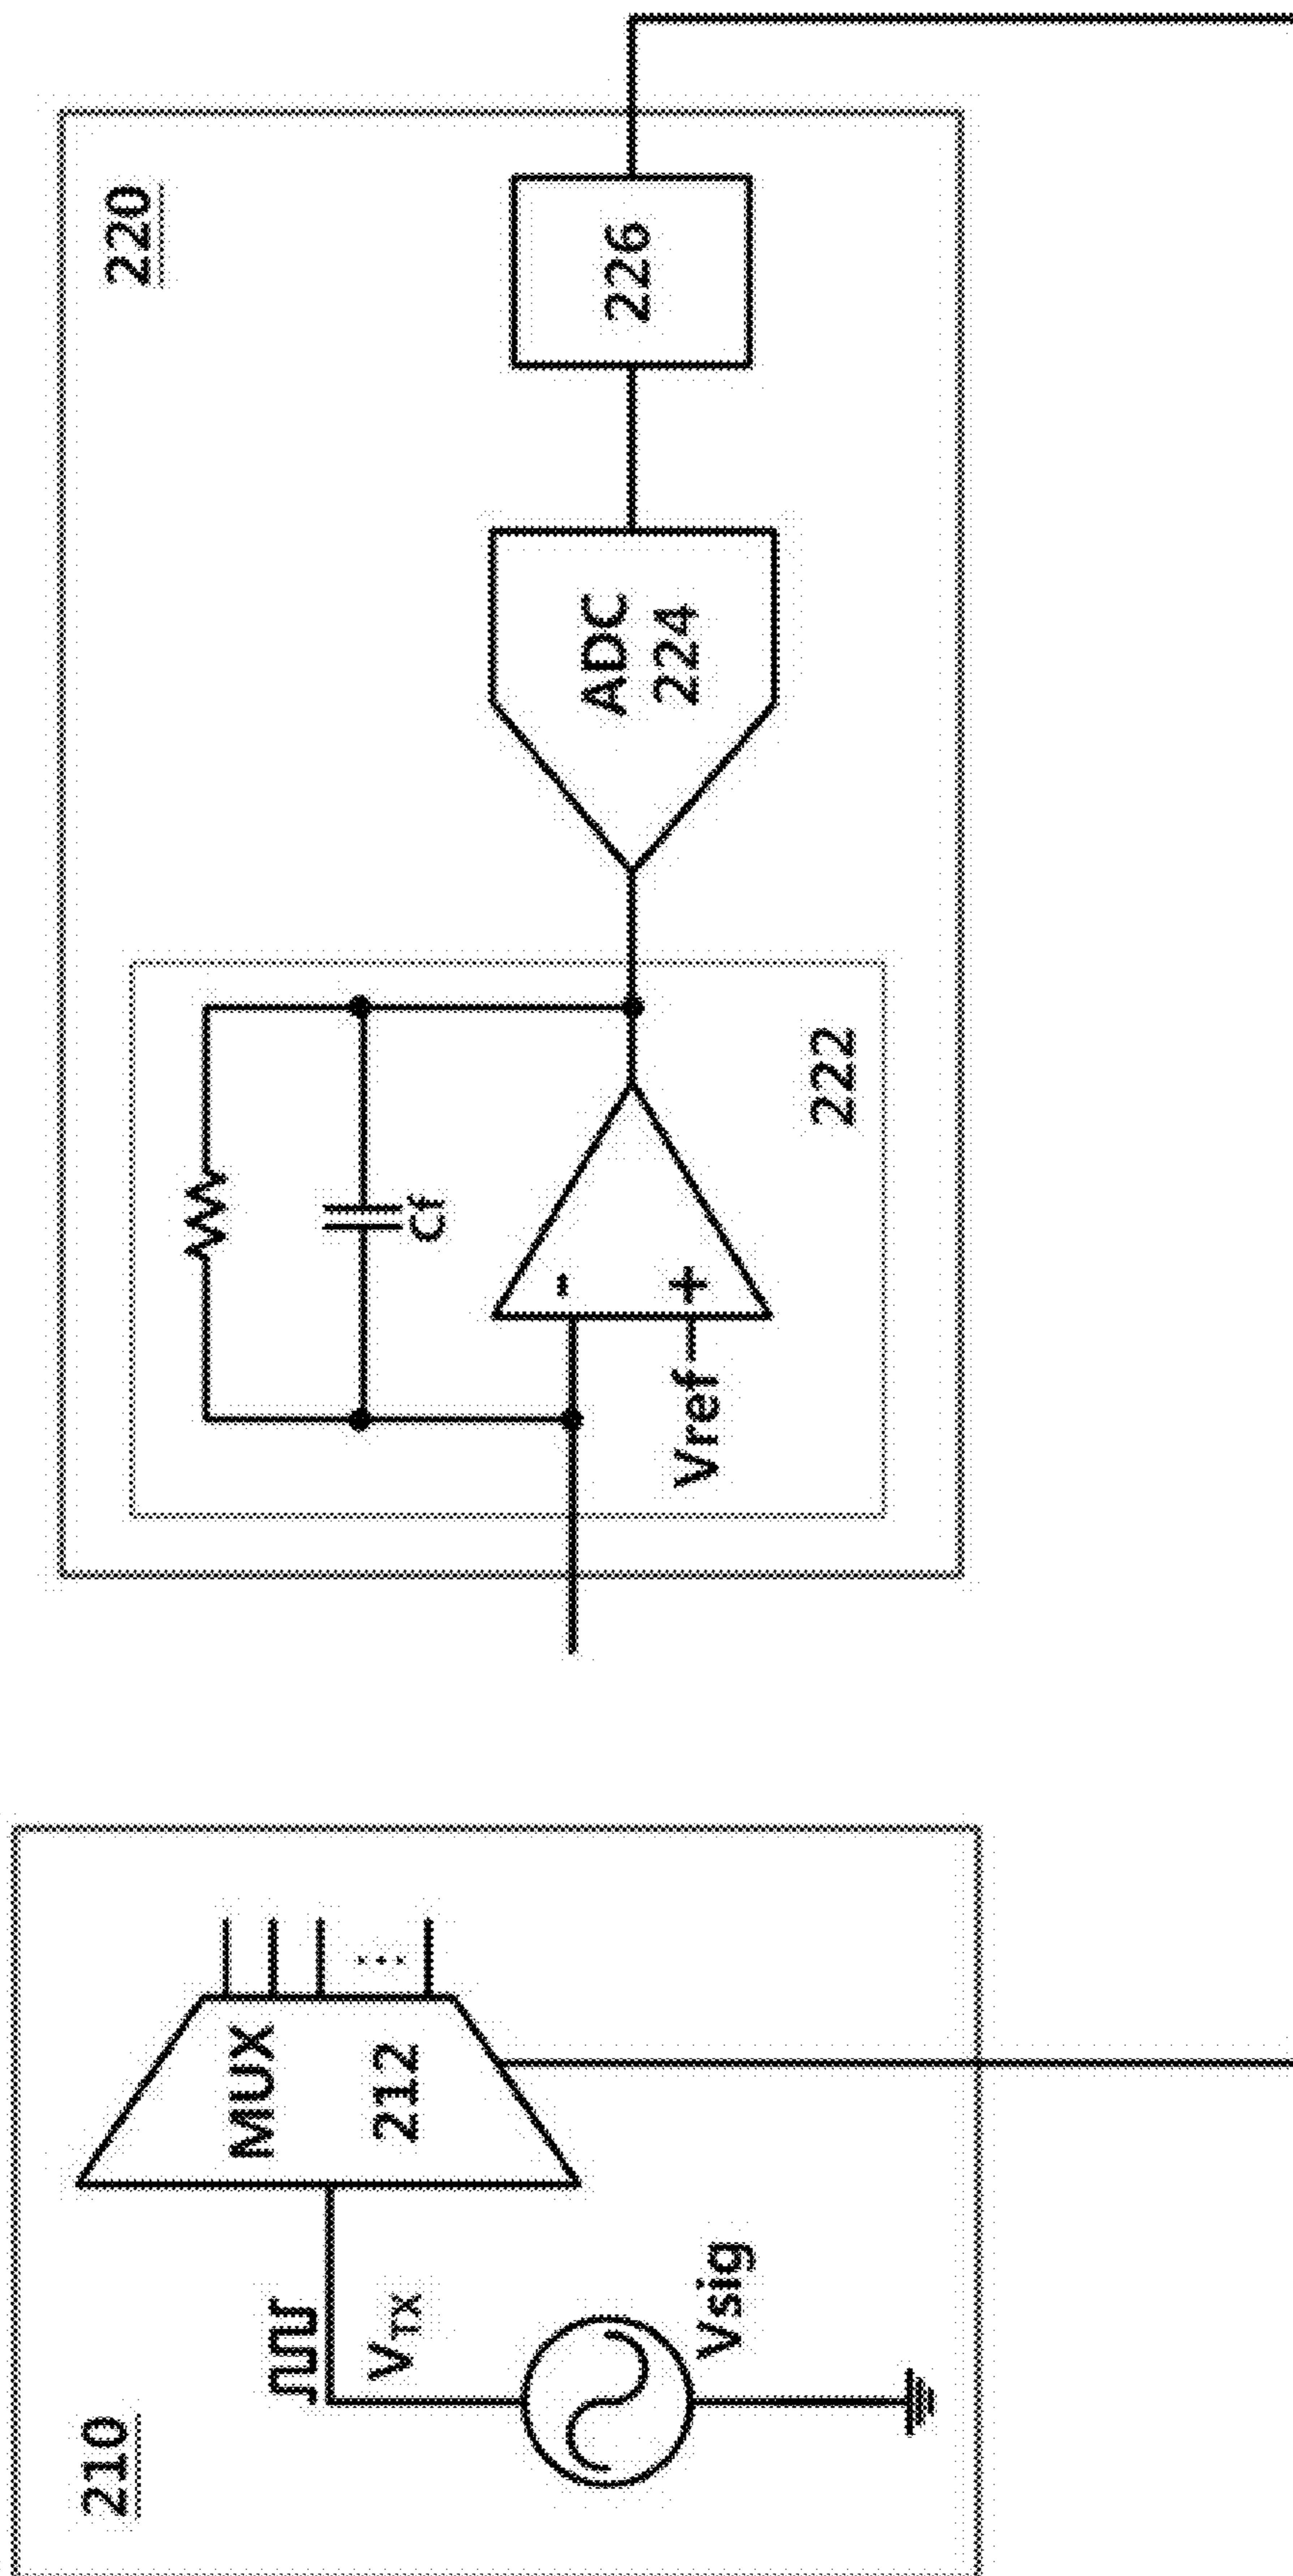 210
V_TX
Vsig
MUX
212
220
Cf
-
+
Vref
222
ADC
224
226